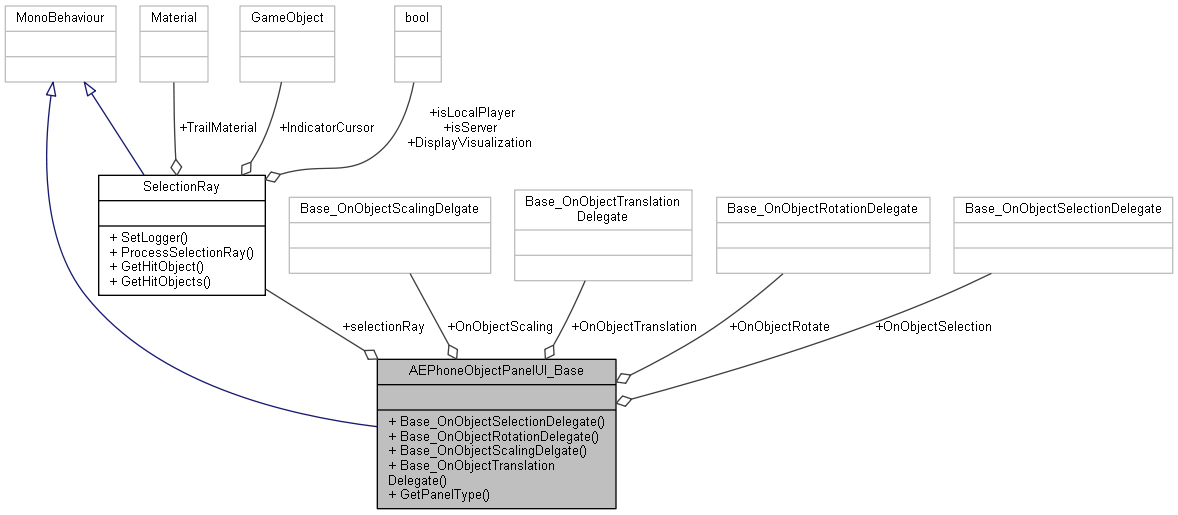 MonoBehaviour
Material
GameObject
bool
+TrailMaterial
+IndicatorCursor
+isLocalPlayer
+isServer
+DisplayVisualization
SelectionRay
+ SetLogger()
+ ProcessSelectionRay()
+ GetHitObject()
+ GetHitObjects()
Base_OnObjectScalingDelgate
Base_OnObjectTranslation
Delegate
Base_OnObjectRotationDelegate
Base_OnObjectSelectionDelegate
+selectionRay
+OnObjectScaling
+OnObjectTranslation
+OnObjectRotate
+OnObjectSelection
AEPhoneObjectPanelUI_Base
+ Base_OnObjectSelectionDelegate()
+ Base_OnObjectRotationDelegate()
+ Base_OnObjectScalingDelgate()
+ Base_OnObjectTranslation
Delegate()
+ GetPanelType()